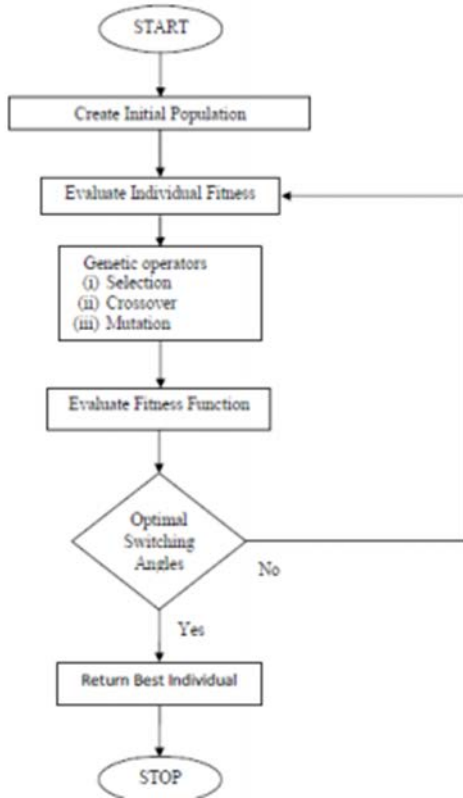 START
Create Initial Population
Evaluate Individual Fitness
Genetic operators
(i) Selection
(ii) Crossover
(iii) Mutation
Evaluate Fitness Function
Optimal
Switching
Angles
No
Yes
Return Best Individual
STOP